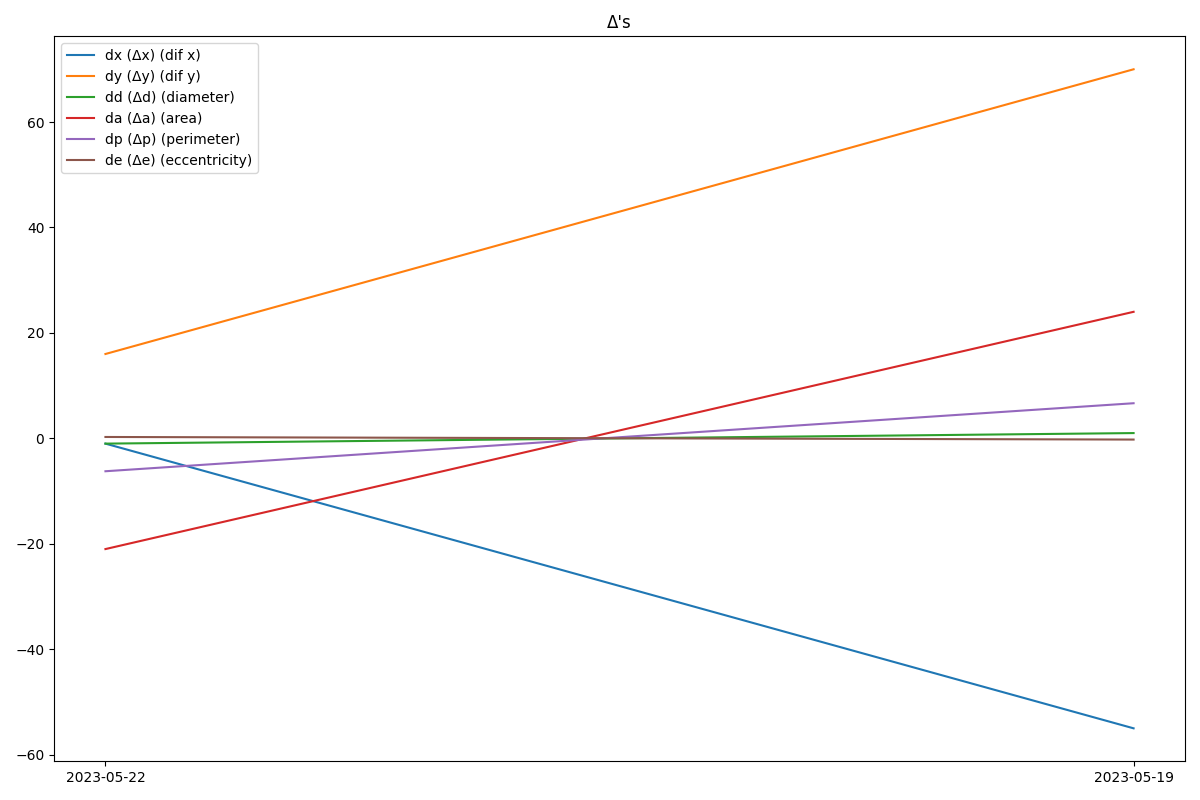 Δ's
dx (Δx) (dif x)
dy (Δy) (dif y)
dd (Δd) (diameter)
da (Δa) (area)
dp (Δp) (perimeter)
de (Δe) (eccentricity)
60
40
20
0
−20
−40
−60
2023-05-22
2023-05-19